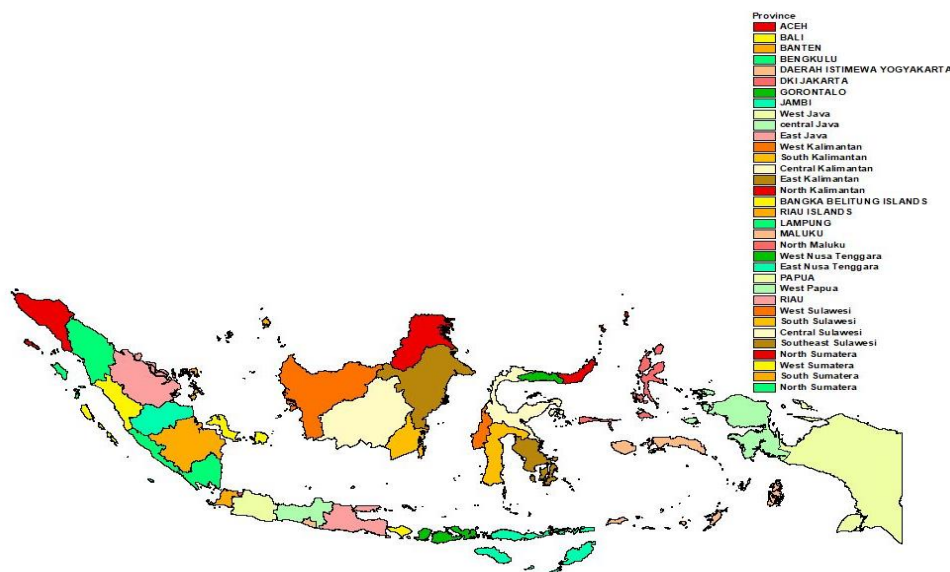 Province
ACEH
BALI
BANTEN
BENGKULU
DAERAH ISTIMEWA YOGYAKARTA
DKI JAKARTA
GORONTALO
JAMBI
West Java
central Java
East Java
West Kalimantan
South Kalimantan
Central Kalimantan
East Kalimantan
North Kalimantan
BANGKA BELITUNG ISLANDS
RIAU ISLANDS
LAMPUNG
MALUKU
North Maluku
West Nusa Tenggara
East Nusa Tenggara
PAPUA
West Papua
RIAU
West Sulawesi
South Sulawesi
Central Sulawesi
Southeast Sulawesi
North Sumatera
West Sumatera
South Sumatera
North Sumatera